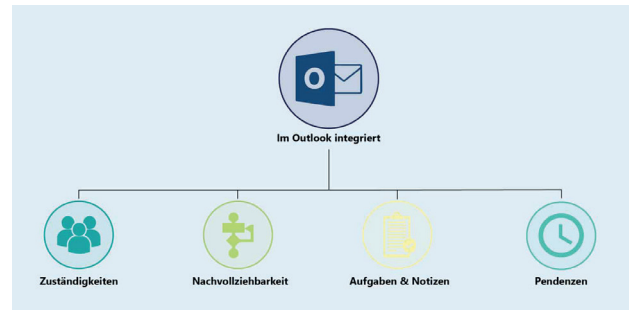 O
Im Outlook integriert
Zuständigkeiten
Nachvollziehbarkeit
Aufgaben & Notizen
Pendenzen